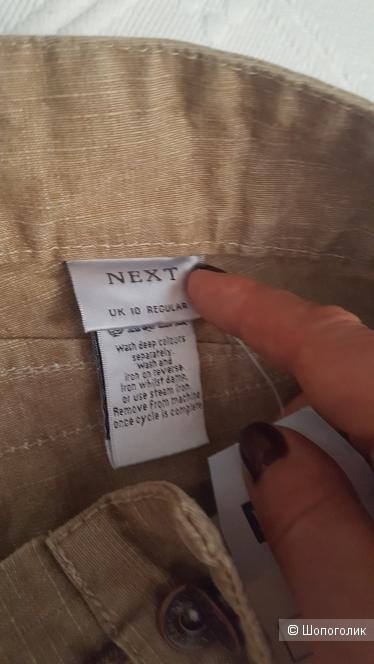 NEXT
UK 10 REGULAR
Wash deep colours
separately.
Wash and
iron on reverse.
Iron whilst damp,
or use steam iron.
Remove from machine
once cycle is complete
© Шопоголик